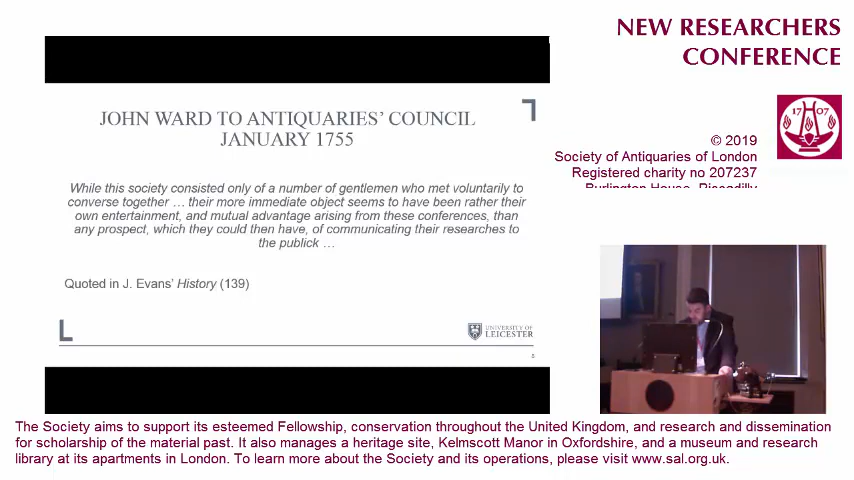 NEW RESEARCHERS
CONFERENCE
JOHN WARD TO ANTIQUARIES' COUNCIL
JANUARY 1755
While this society consisted only of a number of gentlemen who met voluntarily to
converse together … their more immediate object seems to have been rather their
own entertainment, and mutual advantage arising from these conferences, than
any prospect, which they could then have, of communicating their researches to
the publick …
Quoted in J. Evans' History (139)
UNIVERSITY OF
LEICESTER
17 07
© 2019
Society of Antiquaries of London
Registered charity no 207237
Burlington House, Piccadilly
The Society aims to support its esteemed Fellowship, conservation throughout the United Kingdom, and research and dissemination
for scholarship of the material past. It also manages a heritage site, Kelmscott Manor in Oxfordshire, and a museum and research
library at its apartments in London. To learn more about the Society and its operations, please visit www.sal.org.uk.